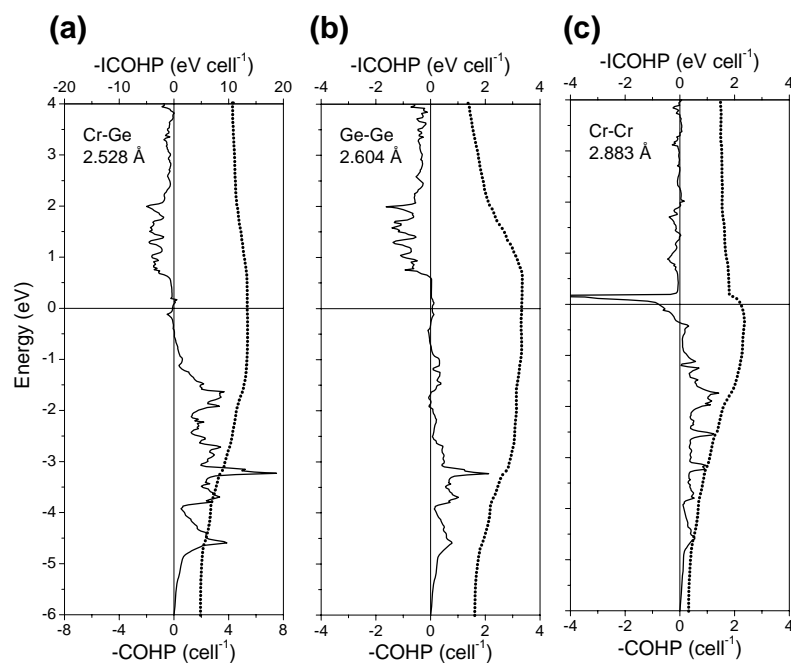 (a)
-ICOHP (eV cell⁻¹)
-20 -10 0 10 20
Cr-Ge
2.528 Å
Energy (eV)
4
3
2
1
0
-1
-2
-3
-4
-5
-6
-8 -4 0 4 8
-COHP (cell⁻¹)
(b)
-ICOHP (eV cell⁻¹)
-4 -2 0 2 4
Ge-Ge
2.604 Å
-4 -2 0 2 4
-COHP (cell⁻¹)
(c)
-ICOHP (eV cell⁻¹)
-4 -2 0 2 4
Cr-Cr
2.883 Å
-4 -2 0 2 4
-COHP (cell⁻¹)